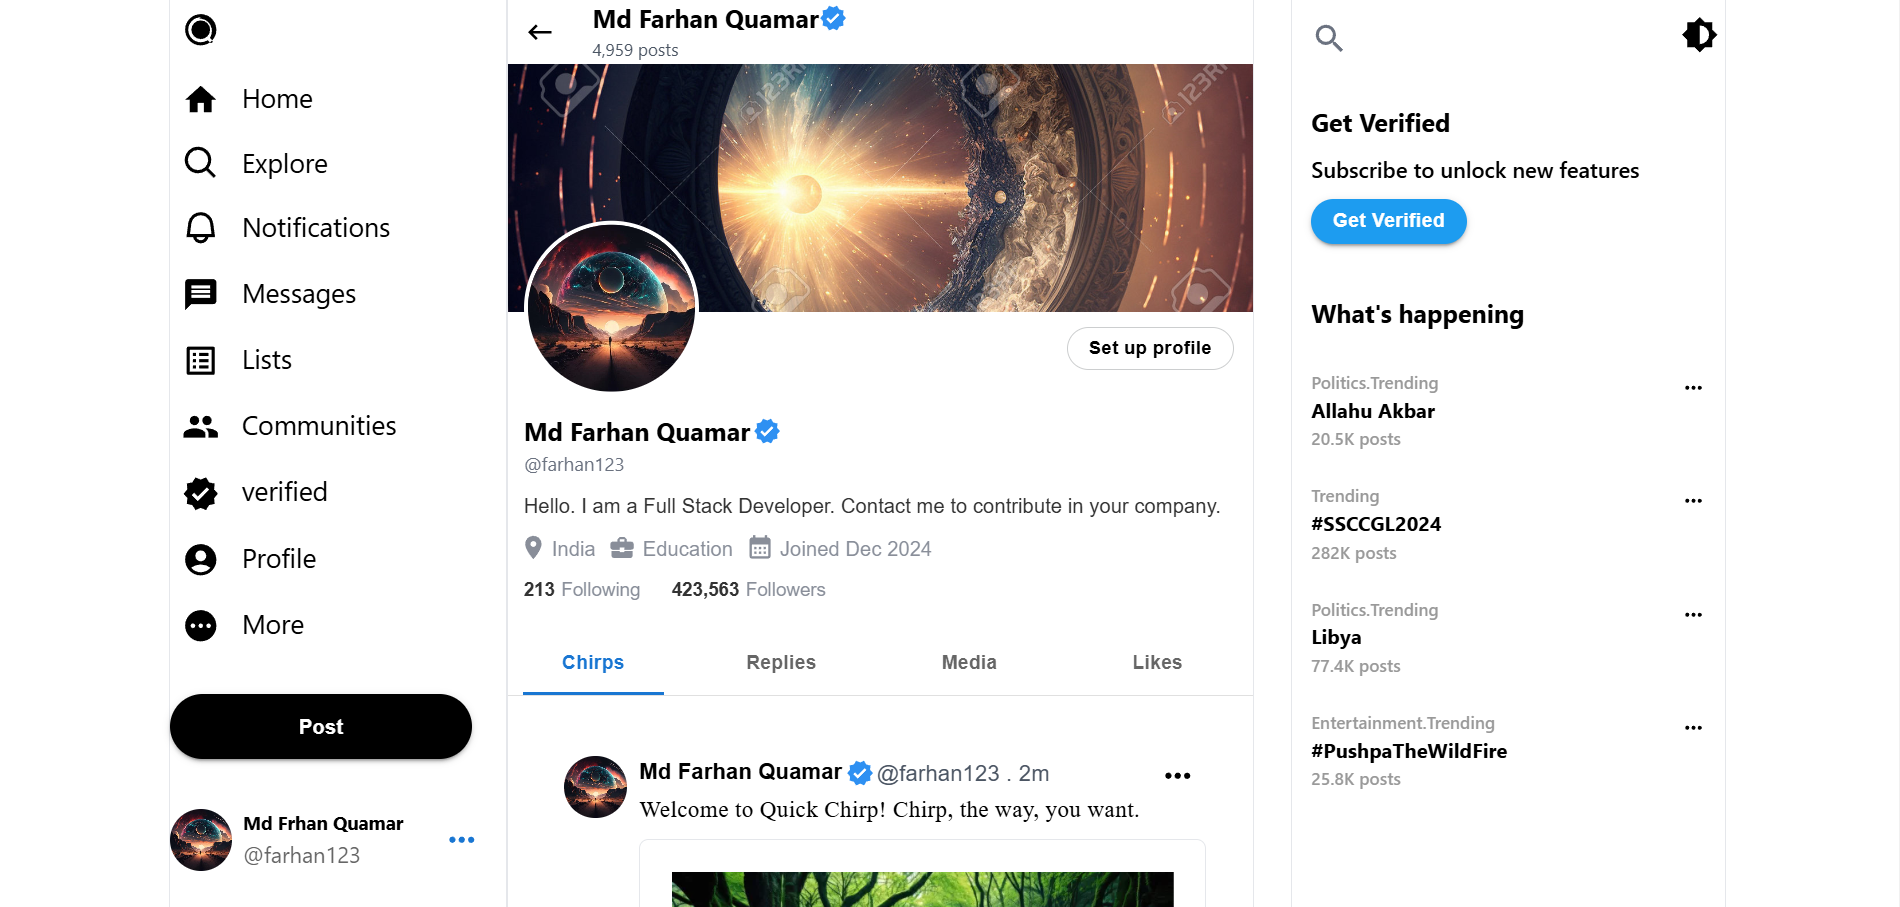 Home
Explore
Notifications
Messages
Lists
Communities
verified
Profile
More
Post
Md Frhan Quamar
@farhan123
Md Farhan Quamar
4,959 posts
123RF
123RF
Set up profile
Md Farhan Quamar
@farhan123
Hello. I am a Full Stack Developer. Contact me to contribute in your company.
India Education Joined Dec 2024
213 Following 423,563 Followers
Chirps Replies Media Likes
Md Farhan Quamar @farhan123 . 2m
Welcome to Quick Chirp! Chirp, the way, you want.
Get Verified
Subscribe to unlock new features
Get Verified
What's happening
Politics.Trending
Allahu Akbar
20.5K posts
Trending
#SSCCGL2024
282K posts
Politics.Trending
Libya
77.4K posts
Entertainment.Trending
#PushpaTheWildFire
25.8K posts